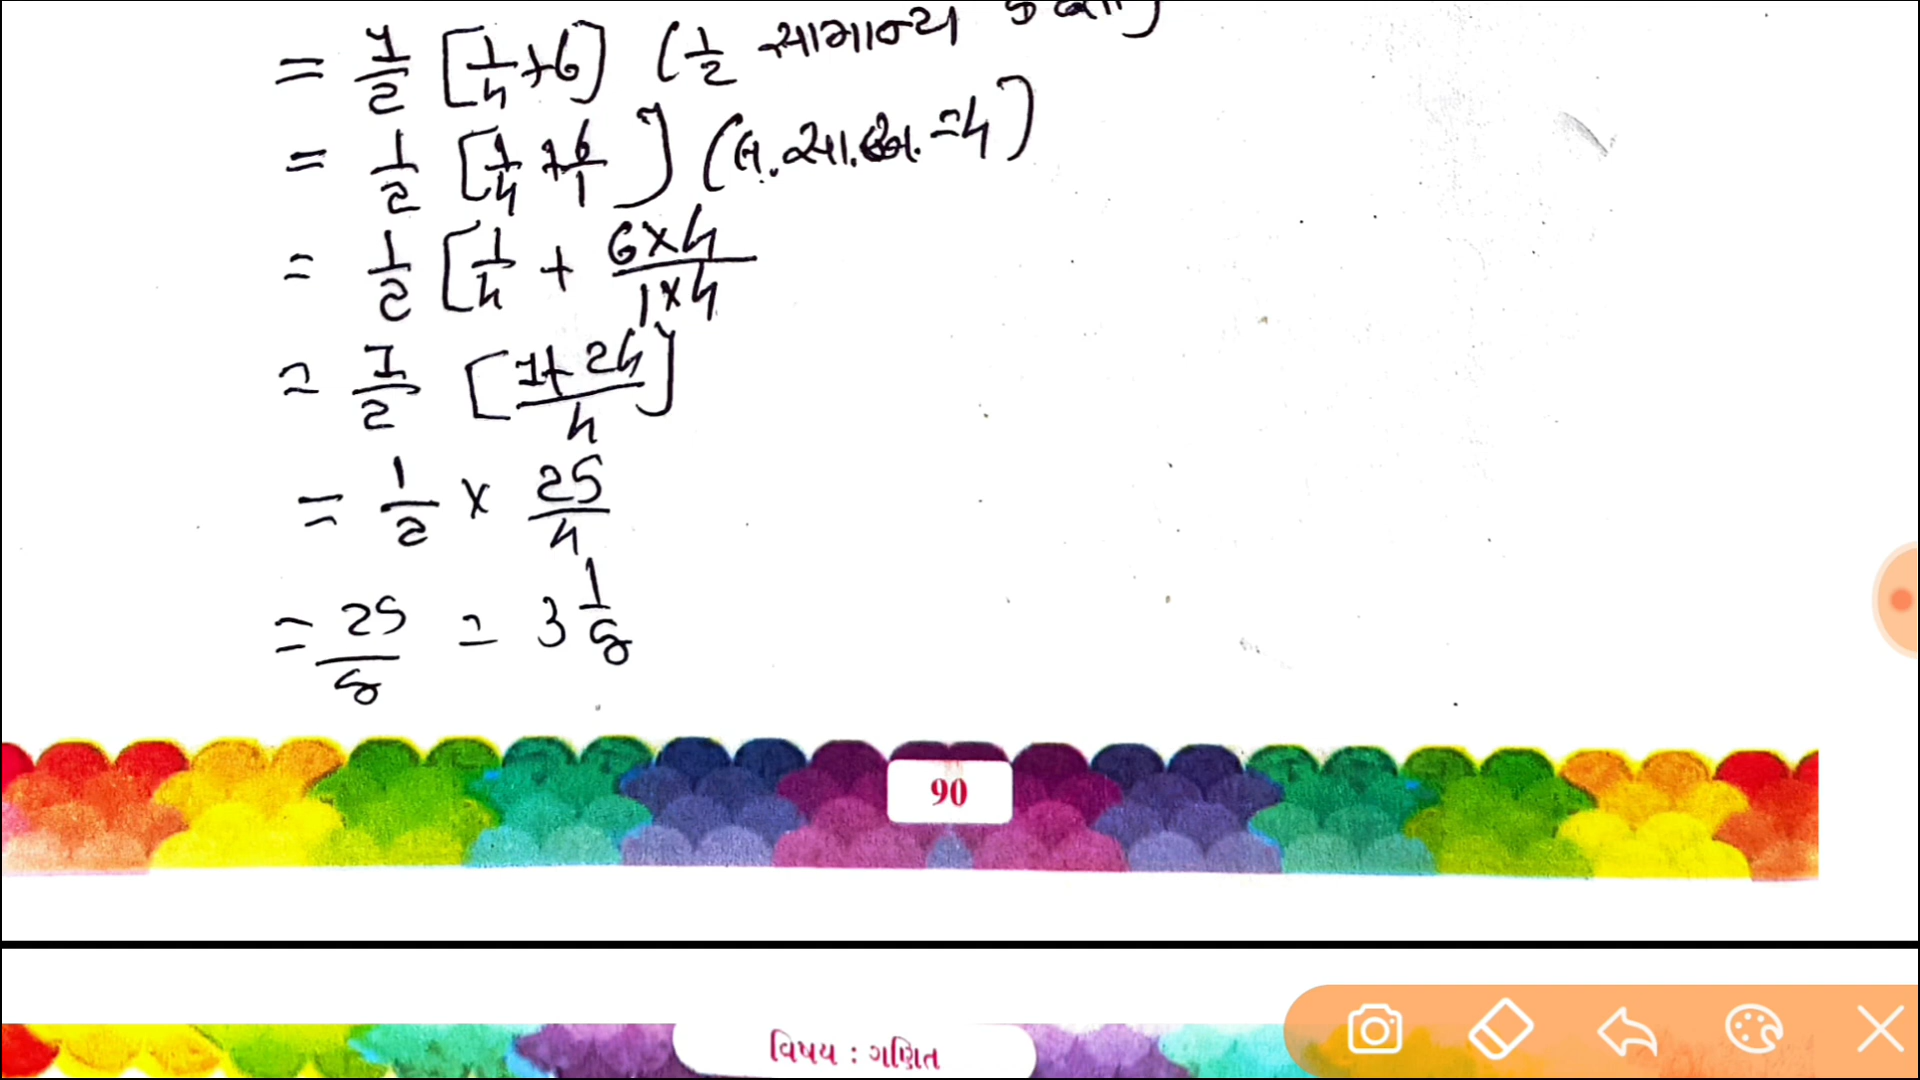 = 1/2 [1/4 + 6] (1/2 સામાન્ય
= 1/2 [1/4 + 6/1] (લ.સા.અ. = 4)
= 1/2 [1/4 + 6×4/1×4
= 1/2 [1+24/4]
= 1/2 × 25/4
= 25/8 = 3 1/8
90
વિષય : ગણિત